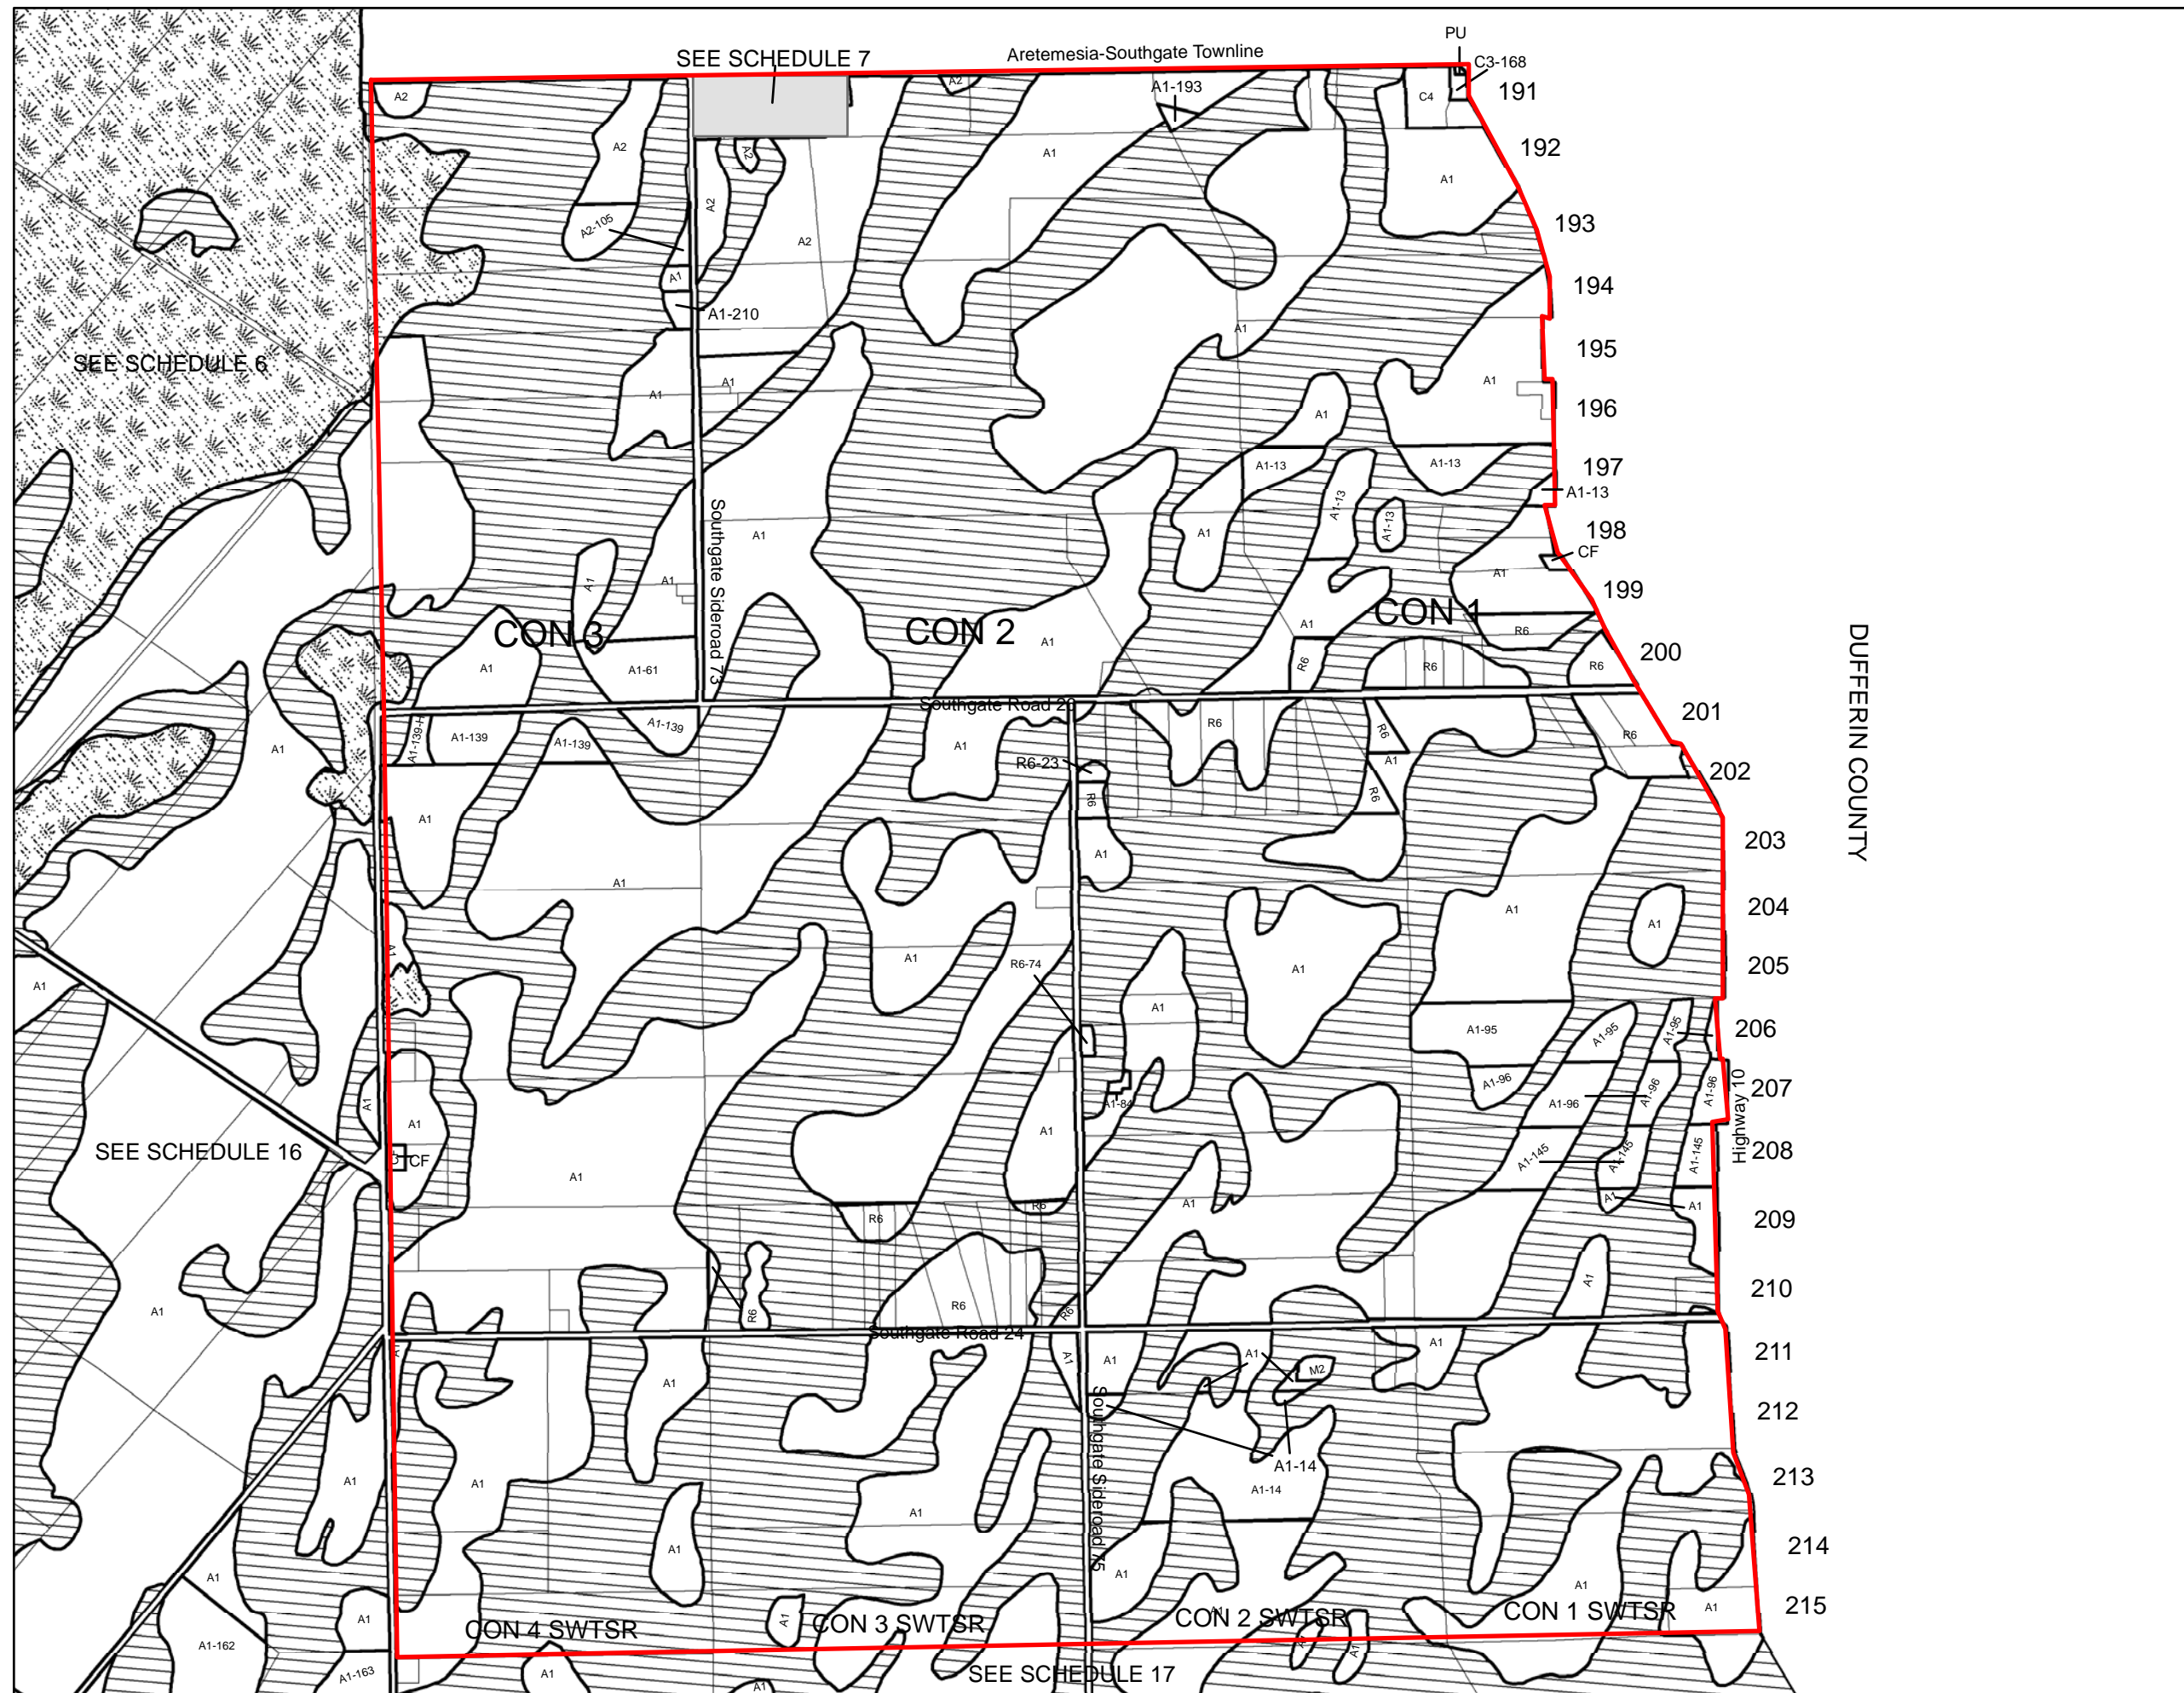 PU
SEE SCHEDULE 7
Aretemesia-Southgate Townline
C3-168
A2
A2
A1-193
C4
191
A2
A2
A1
192
A2
A1
A2-105
A2
193
A1
194
A1-210
A1
195
SEE SCHEDULE 6
A1
A1
A1
196
A1
A1-13
A1-13
197
A1-13
A1-13
A1-13
198
Southgate Sideroad 73
A1
A1
CF
A1
A1
A1
199
CON 3
CON 2
CON 1
A1
A1
R6
200
A1
A1-61
R6
R6
R6
DUFFERIN COUNTY
Southgate Road 26
201
A1-139-H
A1-139
A1-139
A1-139
A1
R6
R6
R6
A1
R6-23
A1
202
R6
R6
A1
203
A1
A1
204
A1
A1
A1
A1
A1
R6-74
205
A1
A1
A1
A1-95
A1-95
A1-95
206
A1-96
A1-96
A1-96
A1-96
207
Highway 10
A1
A1
A1-84
A1
SEE SCHEDULE 16
CF
A1-145
A1-145
A1-145
208
A1
A1
A1
A1
R6
R6
209
A1
A1
R6
R6
R6
210
Southgate Road 24
A1
A1
A1
A1
M2
A1
211
A1
Southgate Sideroad 75
212
A1-14
A1
A1
A1-14
213
A1
A1
214
A1
A1
A1
A1
A1
A1
A1
215
CON 4 SWTSR
CON 3 SWTSR
CON 2 SWTSR
CON 1 SWTSR
A1-162
A1-163
A1
A1
A1
SEE SCHEDULE 17